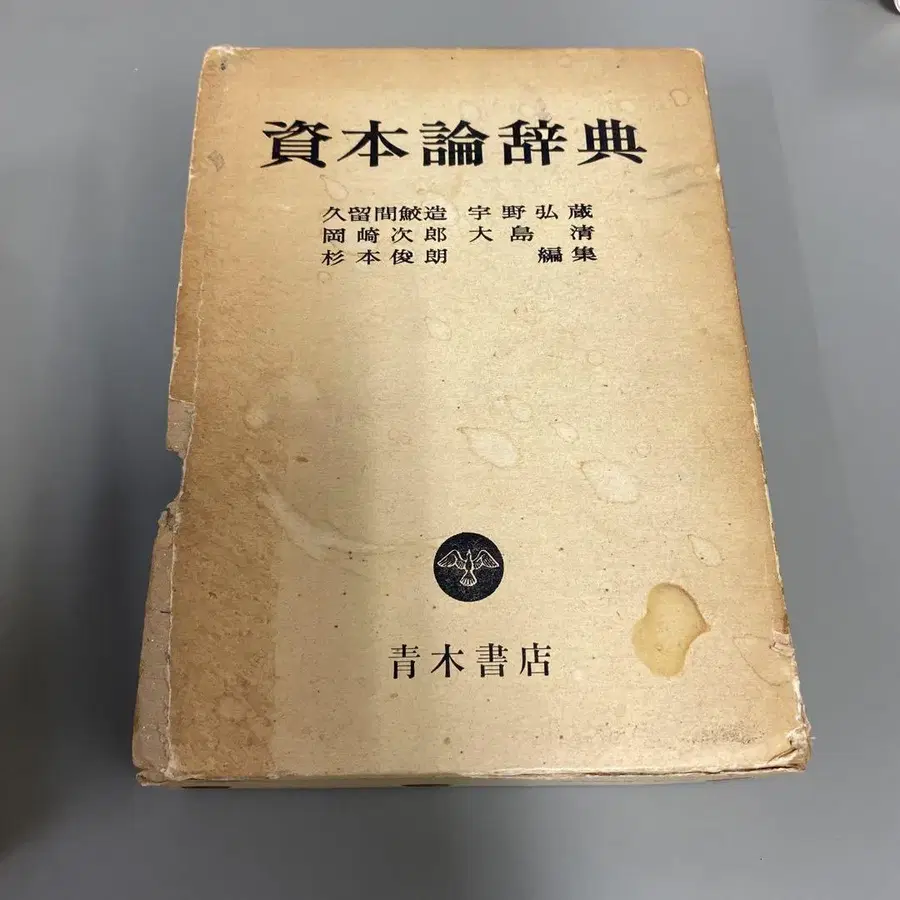 資本論辞典
久留間鮫造 宇野弘蔵
岡崎次郎 大島 清
杉本俊朗 編集
青木書店